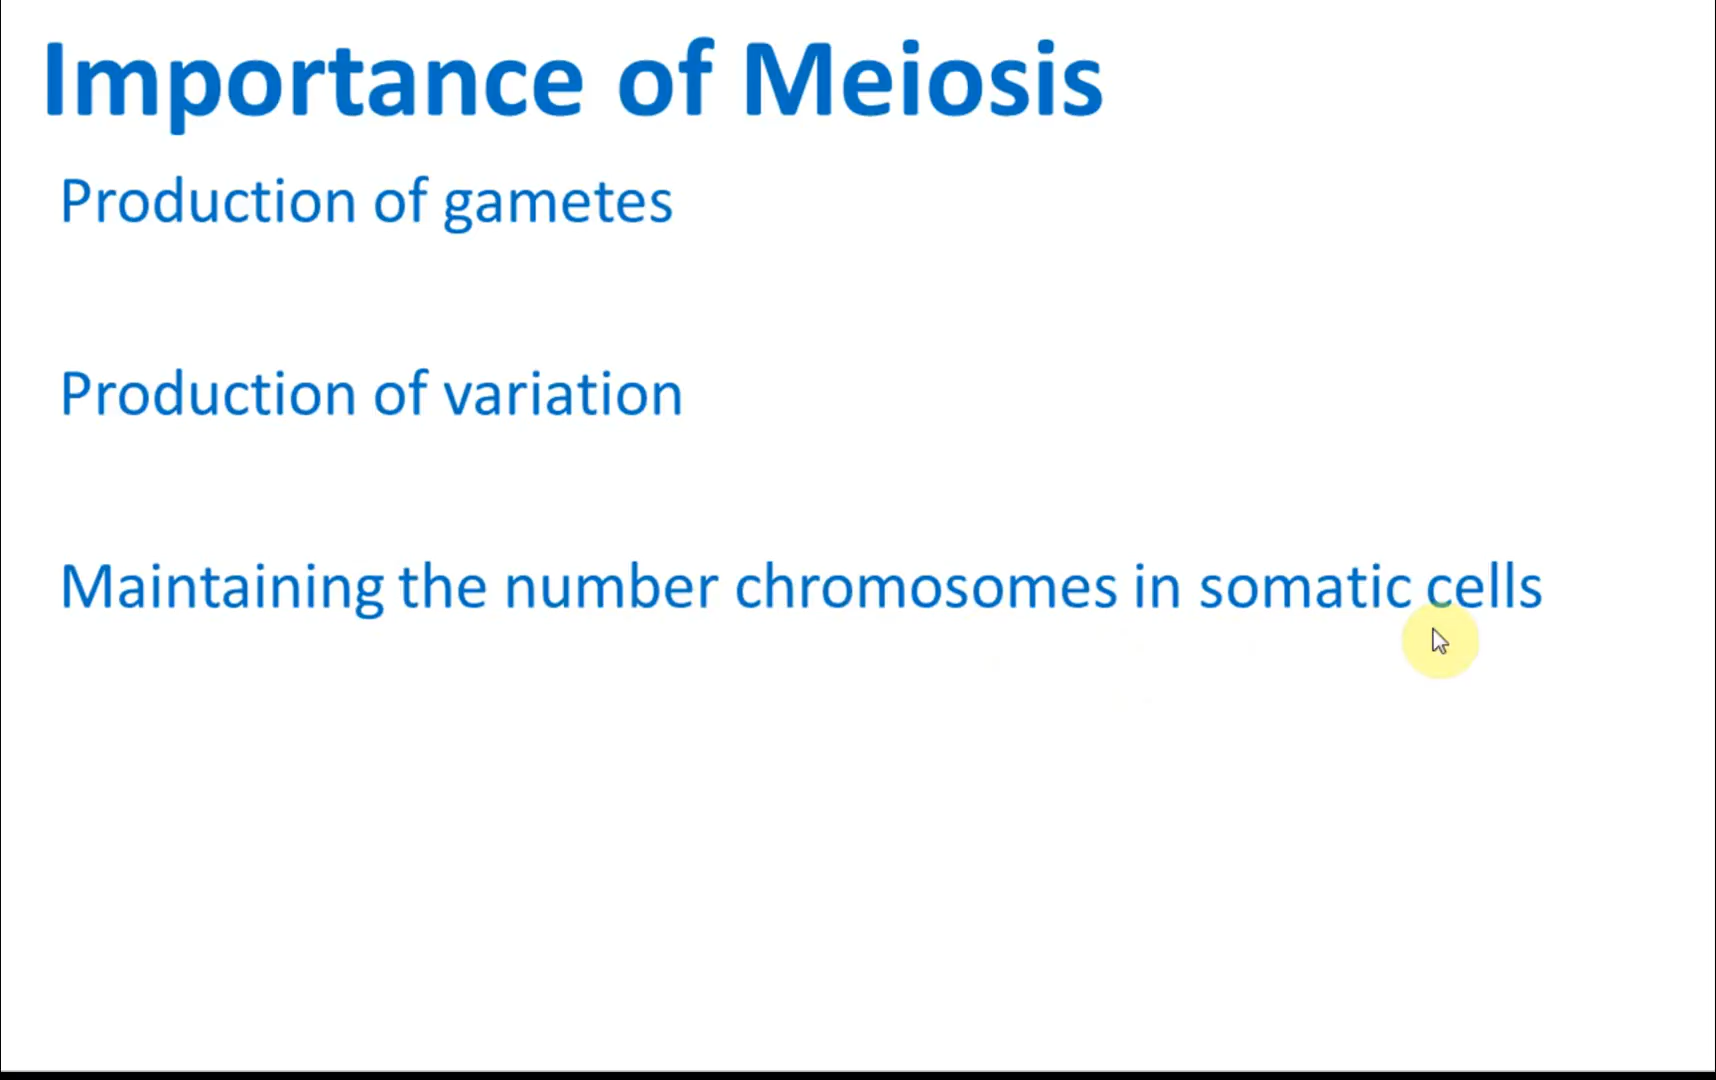 Importance of Meiosis
Production of gametes
Production of variation
Maintaining the number chromosomes in somatic cells